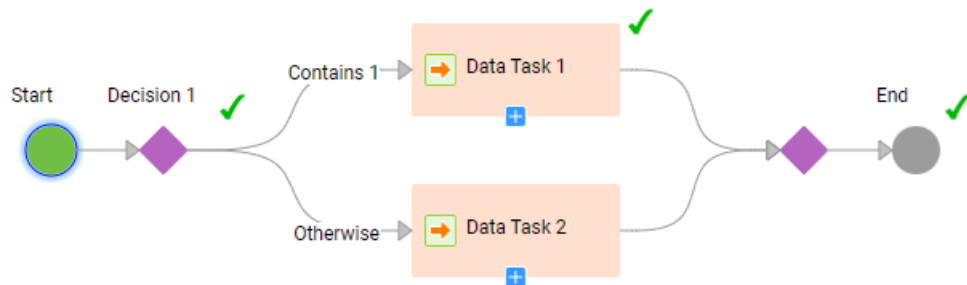 Start
Decision 1
Contains 1
Data Task 1
Otherwise
Data Task 2
End